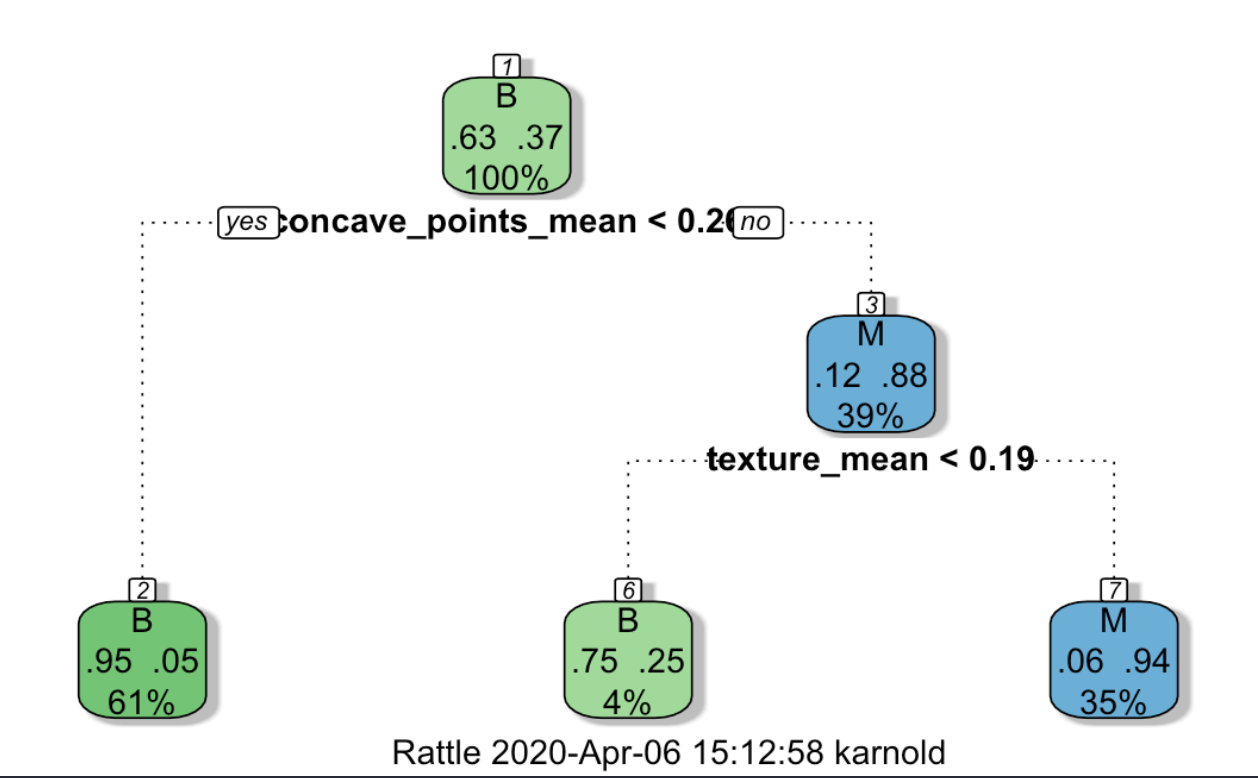 1
B
.63 .37
100%
yes concave_points_mean < 0.26 no
3
M
.12 .88
39%
texture_mean < 0.19
2
B
.95 .05
61%
6
B
.75 .25
4%
7
M
.06 .94
35%
Rattle 2020-Apr-06 15:12:58 karnold